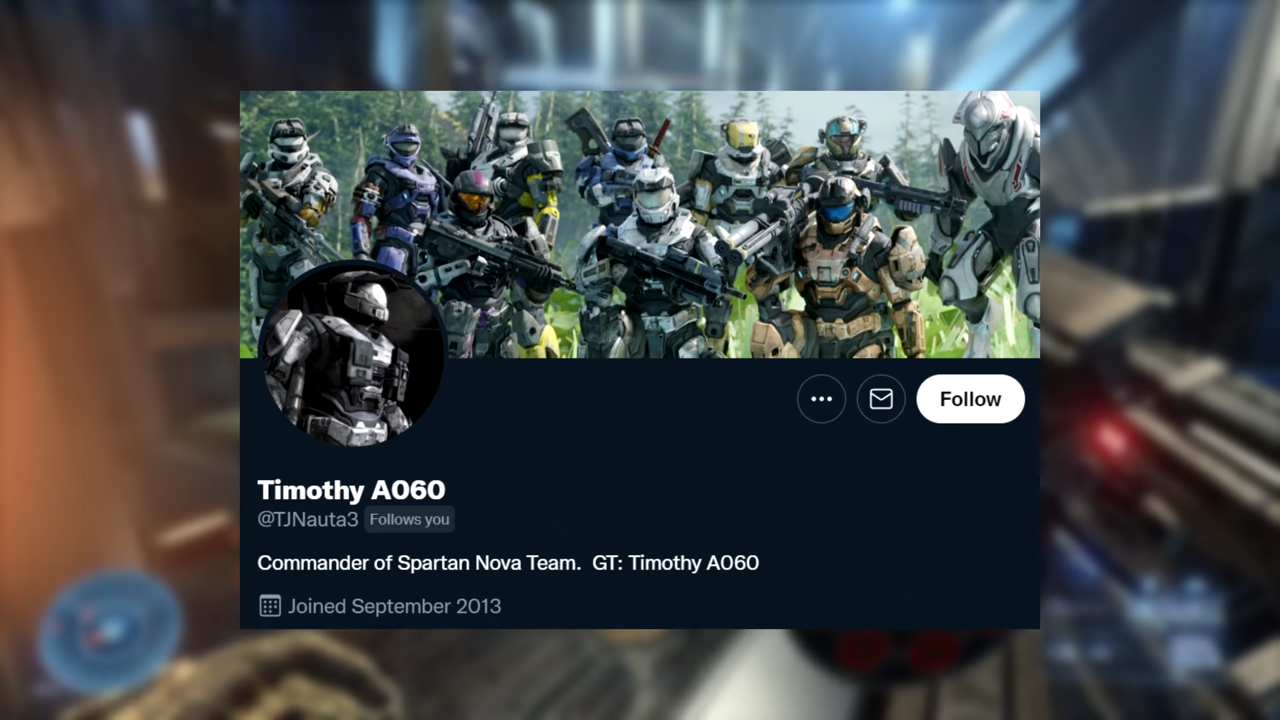 Follow
Timothy A060
@TJNauta3 Follows you
Commander of Spartan Nova Team. GT: Timothy A060
Joined September 2013